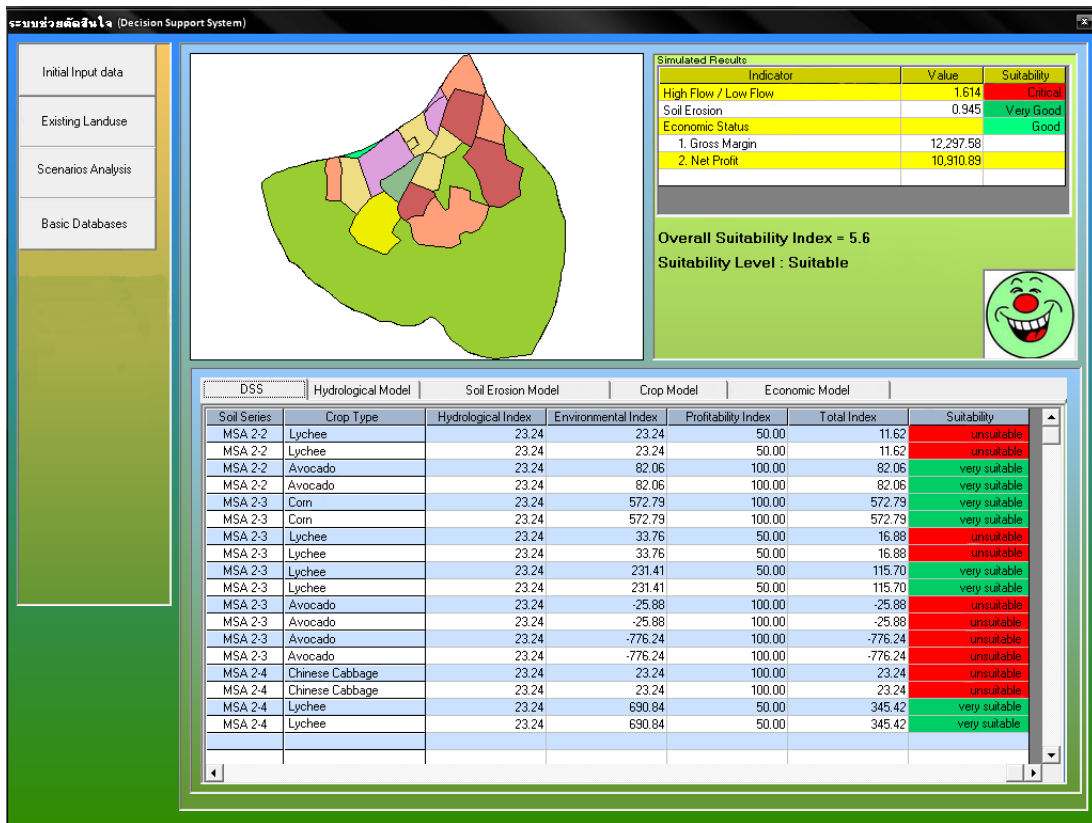 ระบบช่วยตัดสินใจ (Decision Support System)
x
Initial Input data
Existing Landuse
Scenarios Analysis
Basic Databases
Simulated Results
Indicator Value Suitability
High Flow / Low Flow 1.614 Critical
Soil Erosion 0.945 Very Good
Economic Status Good
1. Gross Margin 12,297.58
2. Net Profit 10,910.89
Overall Suitability Index = 5.6
Suitability Level : Suitable
DSS Hydrological Model Soil Erosion Model Crop Model Economic Model
Soil Series Crop Type Hydrological Index Environmental Index Profitability Index Total Index Suitability
MSA 2-2 Lychee 23.24 23.24 50.00 11.62 unsuitable
MSA 2-2 Lychee 23.24 23.24 50.00 11.62 unsuitable
MSA 2-2 Avocado 23.24 82.06 100.00 82.06 very suitable
MSA 2-2 Avocado 23.24 82.06 100.00 82.06 very suitable
MSA 2-3 Corn 23.24 572.79 100.00 572.79 very suitable
MSA 2-3 Corn 23.24 572.79 100.00 572.79 very suitable
MSA 2-3 Lychee 23.24 33.76 50.00 16.88 unsuitable
MSA 2-3 Lychee 23.24 33.76 50.00 16.88 unsuitable
MSA 2-3 Lychee 23.24 231.41 50.00 115.70 very suitable
MSA 2-3 Lychee 23.24 231.41 50.00 115.70 very suitable
MSA 2-3 Avocado 23.24 -25.88 100.00 -25.88 unsuitable
MSA 2-3 Avocado 23.24 -25.88 100.00 -25.88 unsuitable
MSA 2-3 Avocado 23.24 -776.24 100.00 -776.24 unsuitable
MSA 2-3 Avocado 23.24 -776.24 100.00 -776.24 unsuitable
MSA 2-4 Chinese Cabbage 23.24 23.24 100.00 23.24 unsuitable
MSA 2-4 Chinese Cabbage 23.24 23.24 100.00 23.24 unsuitable
MSA 2-4 Lychee 23.24 690.84 50.00 345.42 very suitable
MSA 2-4 Lychee 23.24 690.84 50.00 345.42 very suitable